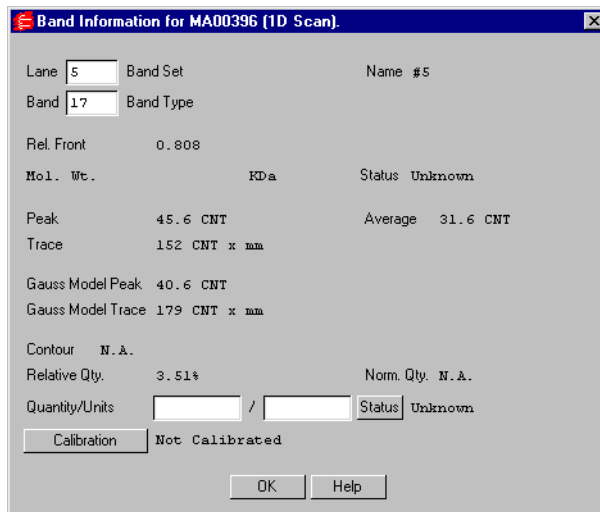 Band Information for MA00396 (1D Scan).
Lane 5 Band Set Name #5
Band 17 Band Type
Rel. Front 0.808
Mol. Wt. KDa Status Unknown
Peak 45.6 CNT Average 31.6 CNT
Trace 152 CNT x mm
Gauss Model Peak 40.6 CNT
Gauss Model Trace 179 CNT x mm
Contour N.A.
Relative Qty. 3.51% Norm. Qty. N.A.
Quantity/Units / Status Unknown
Calibration Not Calibrated
OK Help